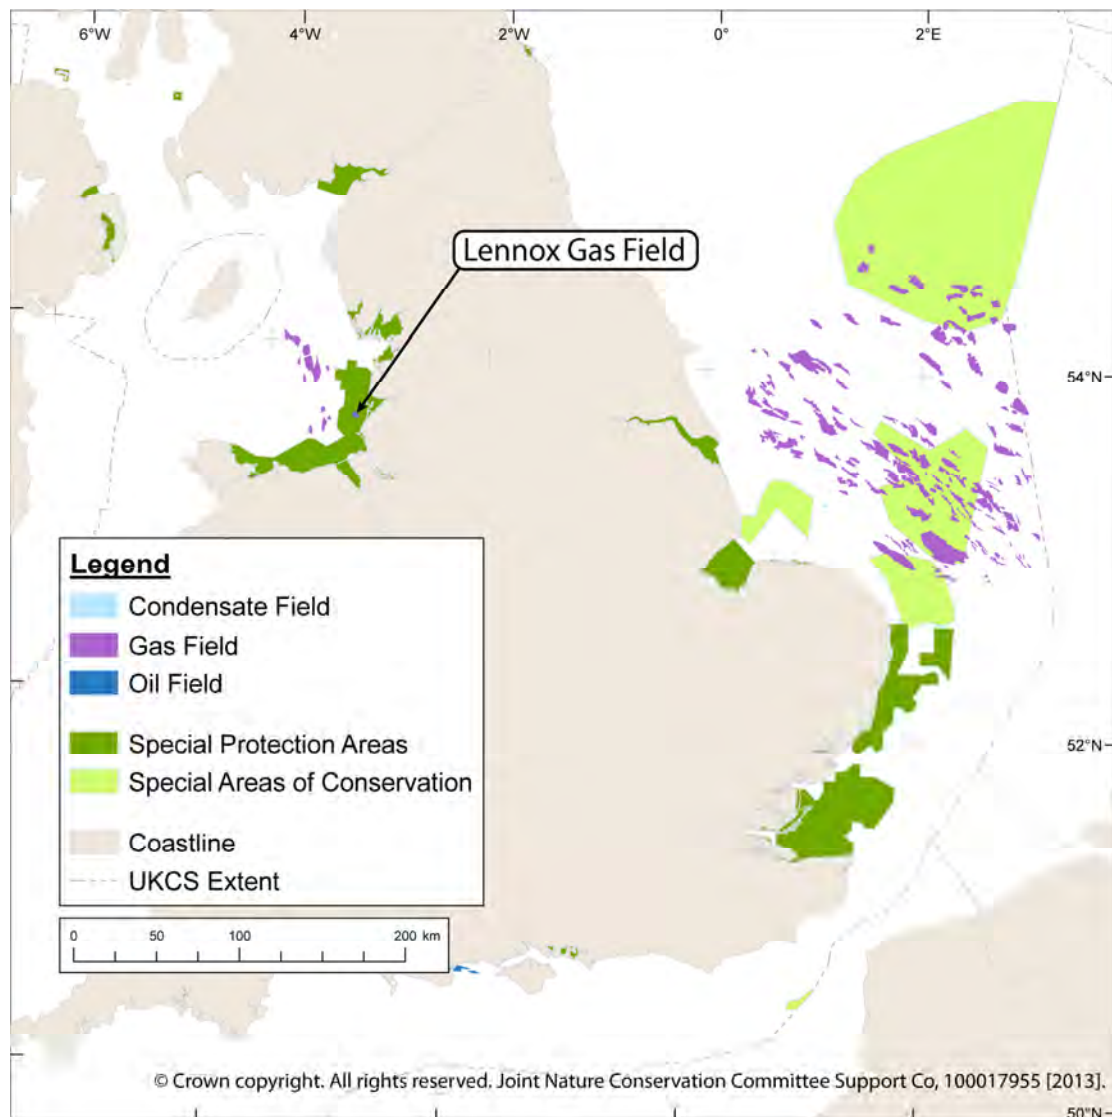 6°W 4°W 2°W 0° 2°E
Lennox Gas Field
54°N
Legend
Condensate Field
Gas Field
Oil Field
Special Protection Areas
Special Areas of Conservation
Coastline
UKCS Extent
52°N
0 50 100 200 km
© Crown copyright. All rights reserved. Joint Nature Conservation Committee Support Co, 100017955 [2013].
50°N